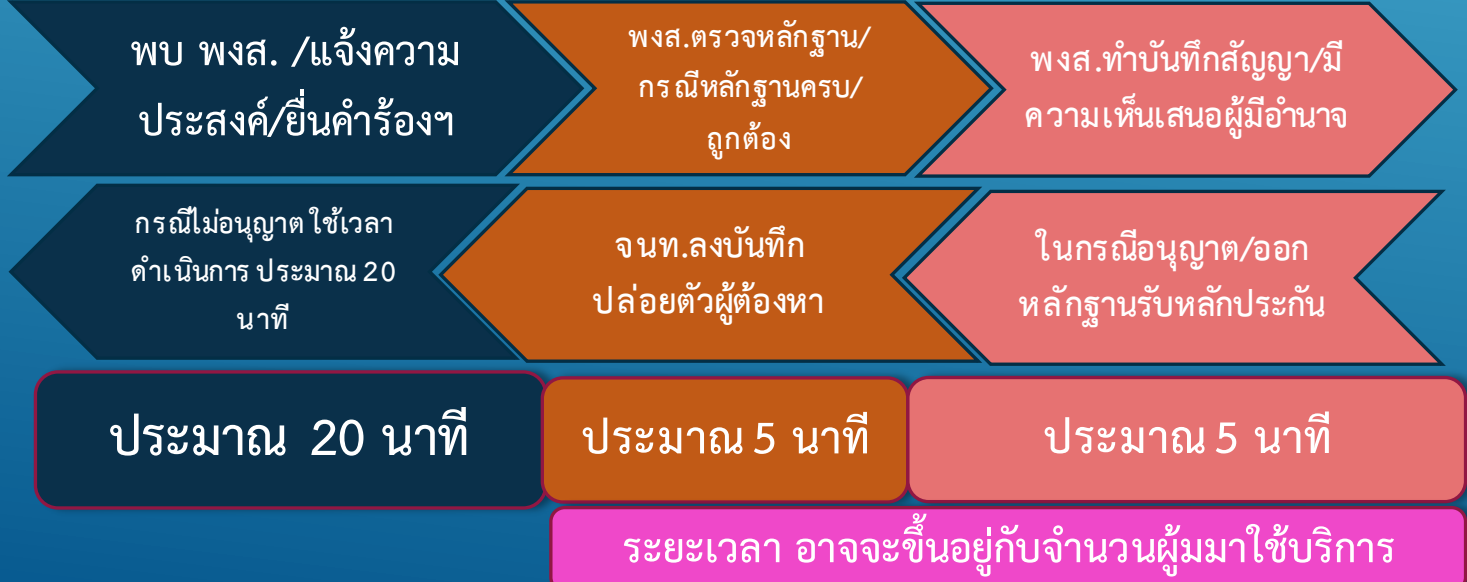 พบ พงส. /แจ้งความ
ประสงค์/ยื่นคำร้องฯ
พงส.ตรวจหลักฐาน/
กรณีหลักฐานครบ/
ถูกต้อง
พงส.ทำบันทึกสัญญา/มี
ความเห็นเสนอผู้มีอำนาจ
กรณีไม่อนุญาต ใช้เวลา
ดำเนินการ ประมาณ 20
นาที
จนท.ลงบันทึก
ปล่อยตัวผู้ต้องหา
ในกรณีอนุญาต/ออก
หลักฐานรับหลักประกัน
ประมาณ 20 นาที
ประมาณ 5 นาที
ประมาณ 5 นาที
ระยะเวลา อาจจะขึ้นอยู่กับจำนวนผู้มมาใช้บริการ